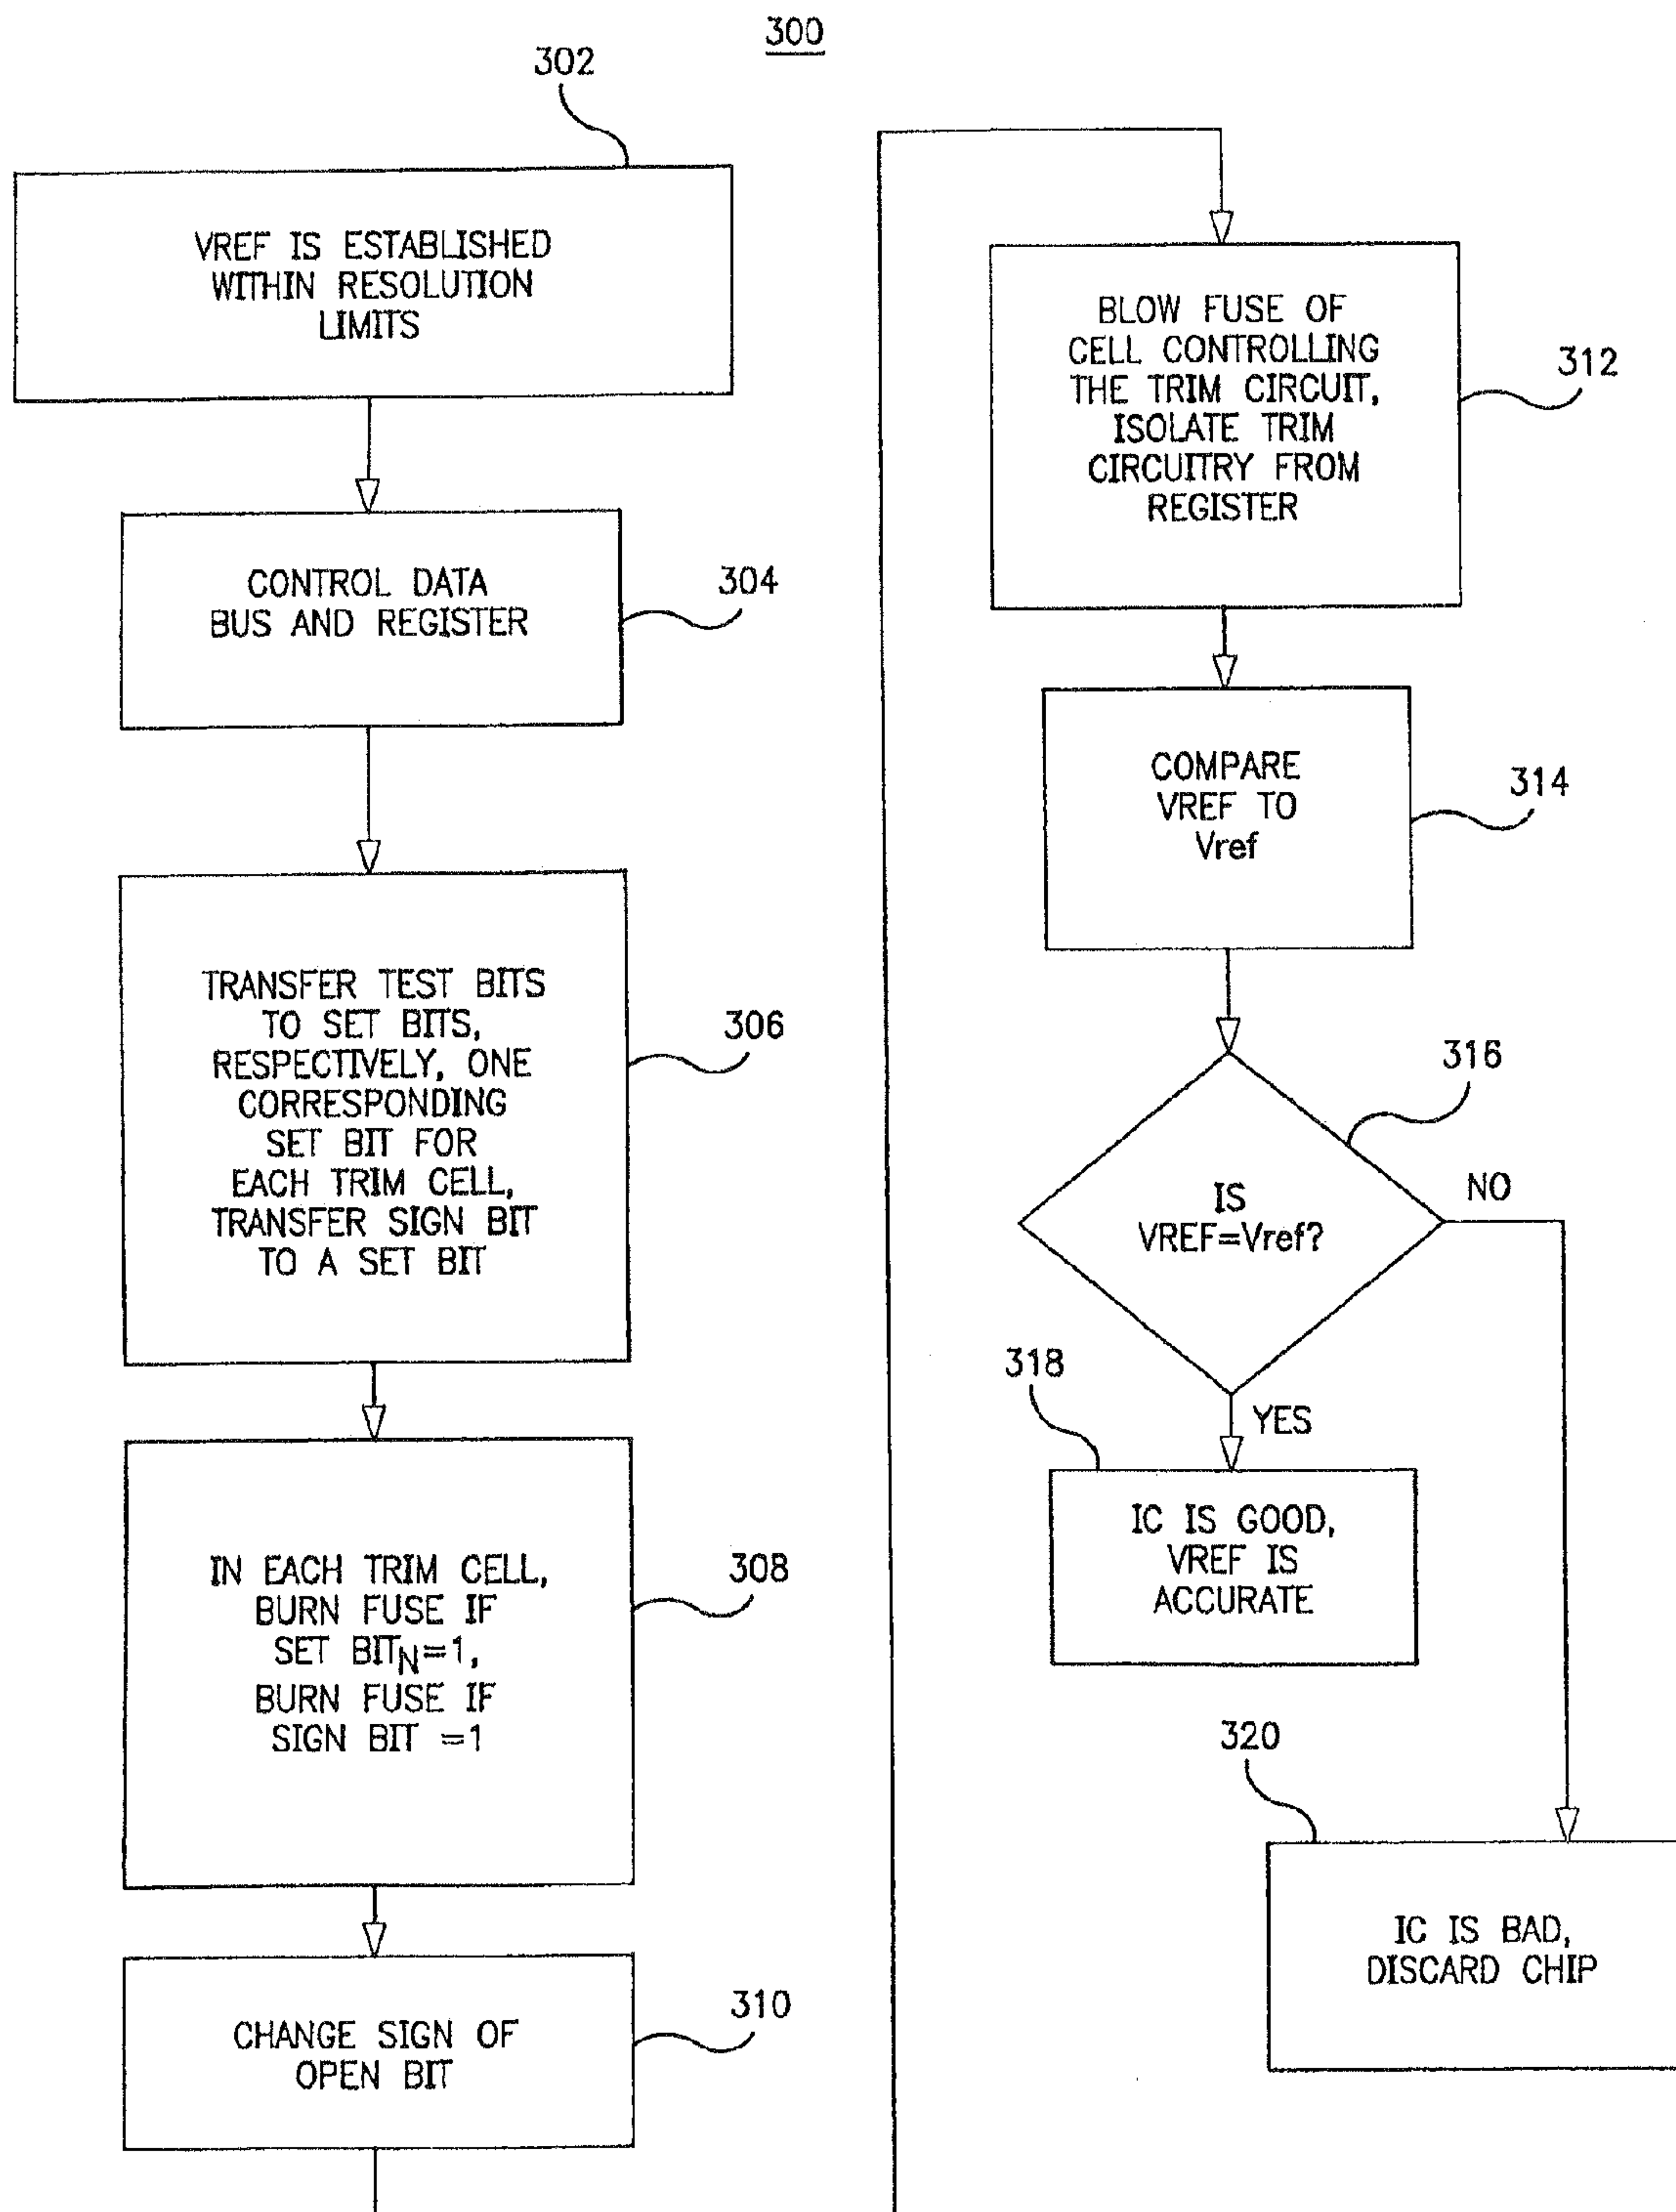 300
302
VREF IS ESTABLISHED
WITHIN RESOLUTION
LIMITS
CONTROL DATA
BUS AND REGISTER
304
TRANSFER TEST BITS
TO SET BITS,
RESPECTIVELY, ONE
CORRESPONDING
SET BIT FOR
EACH TRIM CELL,
TRANSFER SIGN BIT
TO A SET BIT
306
IN EACH TRIM CELL,
BURN FUSE IF
SET BITN=1,
BURN FUSE IF
SIGN BIT =1
308
CHANGE SIGN OF
OPEN BIT
310
BLOW FUSE OF
CELL CONTROLLING
THE TRIM CIRCUIT,
ISOLATE TRIM
CIRCUITRY FROM
REGISTER
312
COMPARE
VREF TO
Vref
314
316
IS
VREF=Vref?
NO
YES
318
IC IS GOOD,
VREF IS
ACCURATE
320
IC IS BAD,
DISCARD CHIP